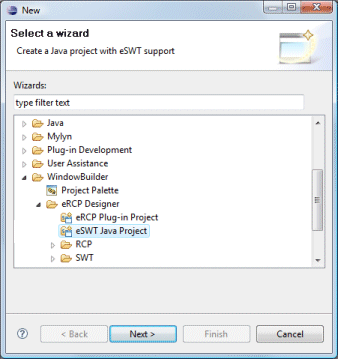 New
Select a wizard
Create a Java project with eSWT support
Wizards:
type filter text
Java
Mylyn
Plug-in Development
User Assistance
WindowBuilder
Project Palette
eRCP Designer
eRCP Plug-in Project
eSWT Java Project
RCP
SWT
?
< Back
Next >
Finish
Cancel